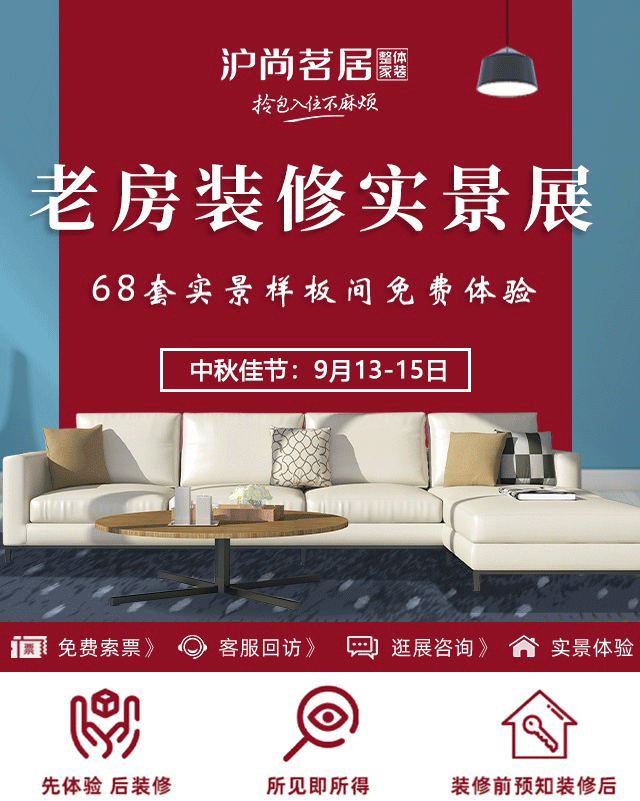 沪尚茗居 整体家装
拎包入住不麻烦
老房装修实景展
68套实景样板间免费体验
中秋佳节：9月13-15日
票 免费索票》 客服回访》 逛展咨询》 实景体验
先体验 后装修 所见即所得 装修前预知装修后